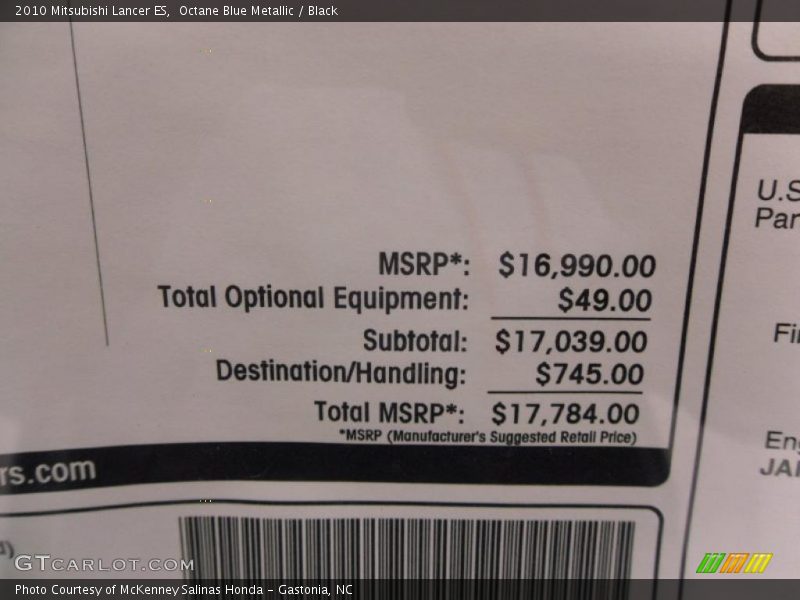 2010 Mitsubishi Lancer ES, Octane Blue Metallic / Black
MSRP*: $16,990.00
Total Optional Equipment: $49.00
Subtotal: $17,039.00
Destination/Handling: $745.00
Total MSRP*: $17,784.00
*MSRP (Manufacturer's Suggested Retail Price)
rs.com
U.S
Par
Fi
Eng
JA
GTCARLOT.COM
Photo Courtesy of McKenney Salinas Honda - Gastonia, NC